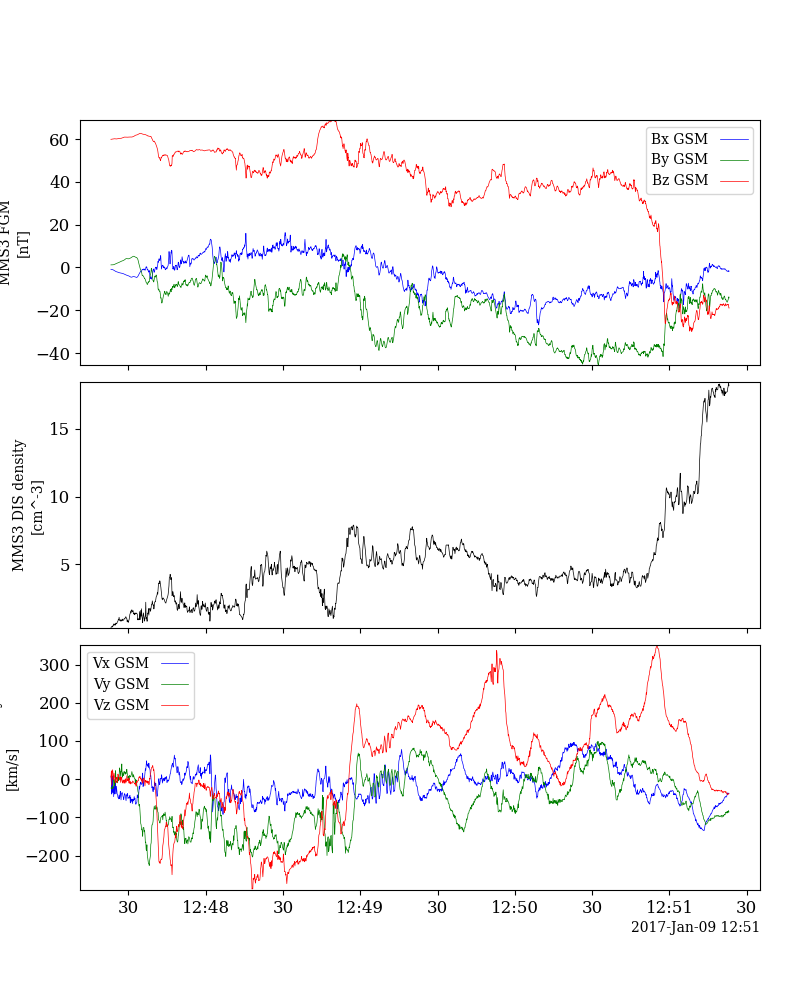 60
40
20
0
−20
−40
MMS3 FGM
[nT]
Bx GSM
By GSM
Bz GSM
15
10
5
MMS3 DIS density
[cm^-3]
300
200
100
0
−100
−200
[km/s]
Vx GSM
Vy GSM
Vz GSM
30 12:48 30 12:49 30 12:50 30 12:51 30
2017-Jan-09 12:51